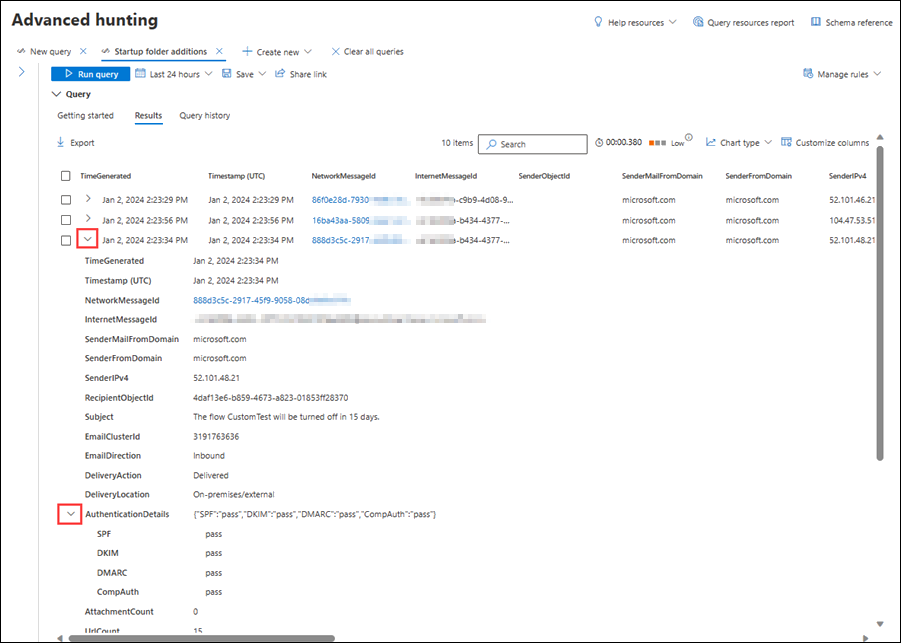 Advanced hunting
Help resources Query resources report Schema reference
New query Startup folder additions Create new Clear all queries
Run query Last 24 hours Save Share link Manage rules
Query
Getting started Results Query history
Export 10 items Search 00:00.380 Low Chart type Customize columns
TimeGenerated Timestamp (UTC) NetworkMessageId InternetMessageId SenderObjectId SenderMailFromDomain SenderFromDomain SenderIPv4
Jan 2, 2024 2:23:29 PM Jan 2, 2024 2:23:29 PM 86f0e28d-7930 -c9b9-4d08-9... microsoft.com microsoft.com 52.101.46.21
Jan 2, 2024 2:23:56 PM Jan 2, 2024 2:23:56 PM 16ba43aa-5809 a-b434-4377-... microsoft.com microsoft.com 104.47.53.51
Jan 2, 2024 2:23:34 PM Jan 2, 2024 2:23:34 PM 888d3c5c-2917 a-b434-4377-... microsoft.com microsoft.com 52.101.48.21
TimeGenerated Jan 2, 2024 2:23:34 PM
Timestamp (UTC) Jan 2, 2024 2:23:34 PM
NetworkMessageId 888d3c5c-2917-45f9-9058-08d
InternetMessageId
SenderMailFromDomain microsoft.com
SenderFromDomain microsoft.com
SenderIPv4 52.101.48.21
RecipientObjectId 4daf13e6-b859-4673-a823-01853ff28370
Subject The flow CustomTest will be turned off in 15 days.
EmailClusterId 3191763636
EmailDirection Inbound
DeliveryAction Delivered
DeliveryLocation On-premises/external
AuthenticationDetails {"SPF":"pass","DKIM":"pass","DMARC":"pass","CompAuth":"pass"}
SPF pass
DKIM pass
DMARC pass
CompAuth pass
AttachmentCount 0
UrlCount 15